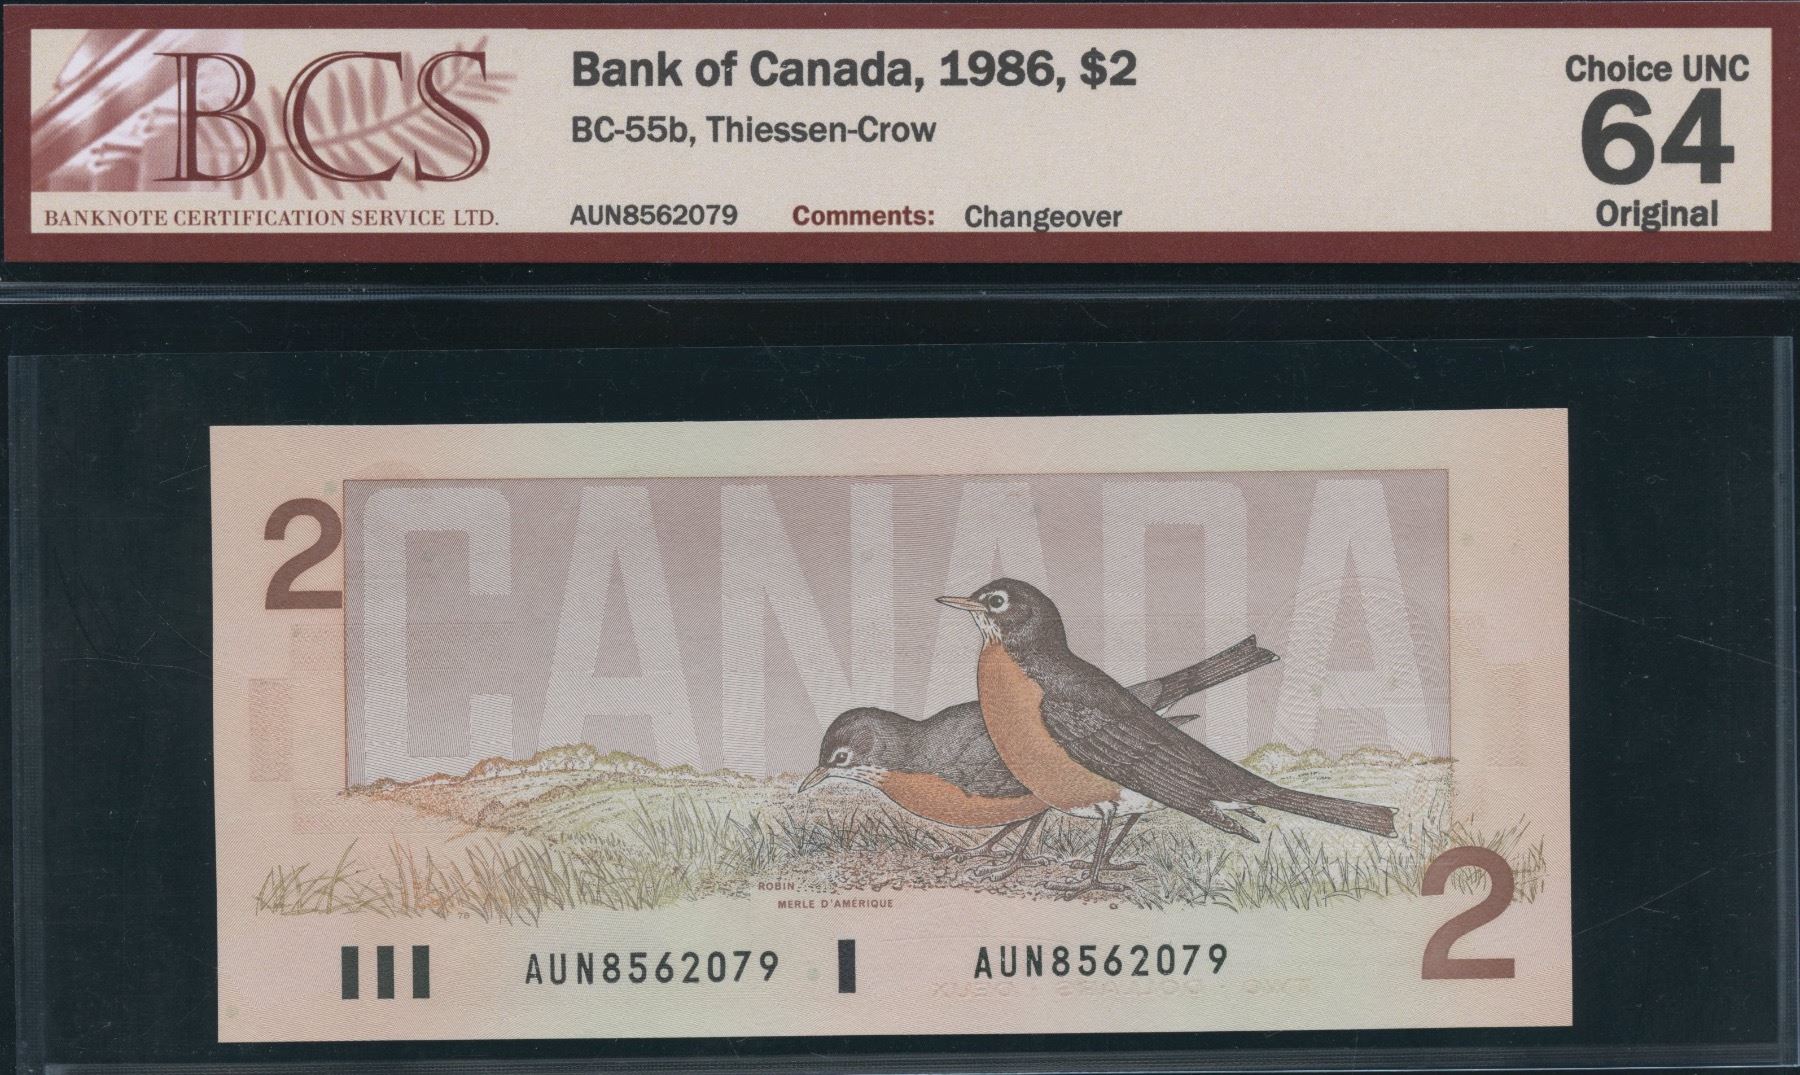 BCS
BANKNOTE CERTIFICATION SERVICE LTD.
Bank of Canada, 1986, $2
BC-55b, Thiessen-Crow
AUN8562079 Comments: Changeover
Choice UNC
64
Original
2
CANADA
ROBIN
MERLE D'AMÉRIQUE
78
AUN8562079
AUN8562079
2